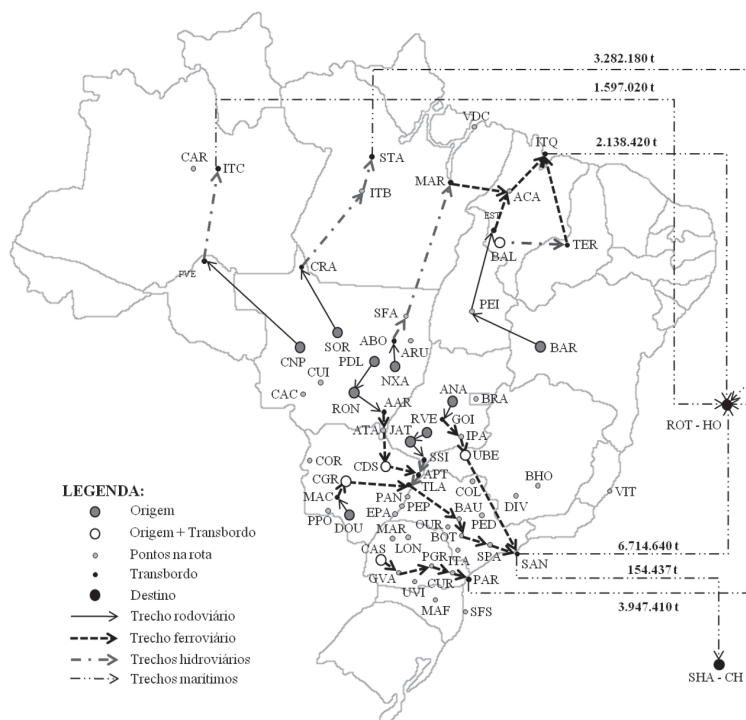 3.282.180 t
1.597.020 t
VDC
2.138.420 t
ITQ
STA
CAR
ITC
MAR
ITB
ACA
EST
BAL
TER
PVE
CRA
PEI
SFA
SOR
ABO
ARU
CNP
PDL
BAR
CUI
NXA
CAC
ANA
BRA
RON
AAR
RVE
GOI
ROT - HO
ATA
JAT
IPA
COR
SSI
UBE
CDS
APT
BHO
CGR
TLA
COL
VIT
LEGENDA:
MAC
PAN
PEP
BAU
DIV
Origem
PPO
EPA
PED
DOU
OUR
Origem + Transbordo
MAR
BOT
LON
SPA
SAN
6.714.640 t
Pontos na rota
CAS
PGR
ITA
154.437 t
Transbordo
GVA
CUR
PAR
Destino
UVI
3.947.410 t
Trecho rodoviário
MAF
SFS
Trecho ferroviário
Trechos hidroviários
Trechos marítimos
SHA - CH